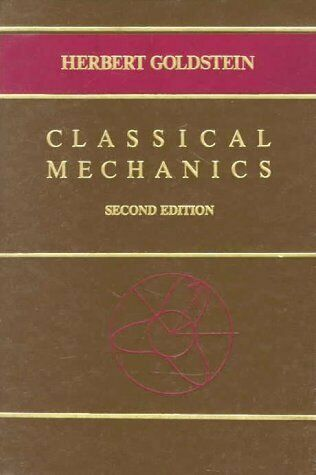 HERBERT GOLDSTEIN
CLASSICAL
MECHANICS
SECOND EDITION